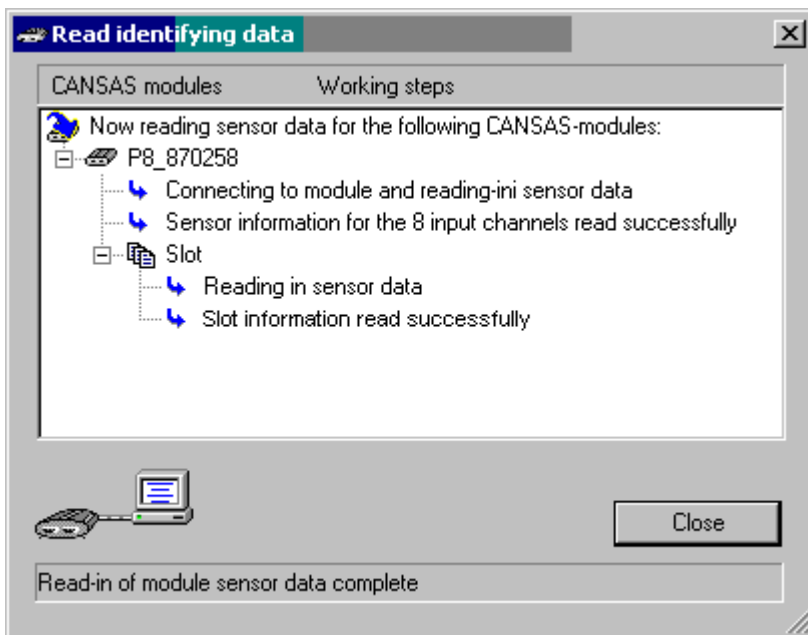 Read identifying data
CANSAS modules Working steps
Now reading sensor data for the following CANSAS-modules:
P8_870258
Connecting to module and reading-ini sensor data
Sensor information for the 8 input channels read successfully
Slot
Reading in sensor data
Slot information read successfully
Close
Read-in of module sensor data complete